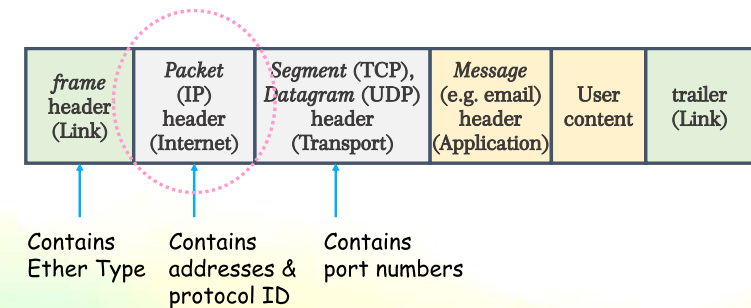 frame
header
(Link)
Packet
(IP)
header
(Internet)
Segment (TCP),
Datagram (UDP)
header
(Transport)
Message
(e.g. email)
header
(Application)
User
content
trailer
(Link)
Contains
Ether Type
Contains
addresses &
protocol ID
Contains
port numbers